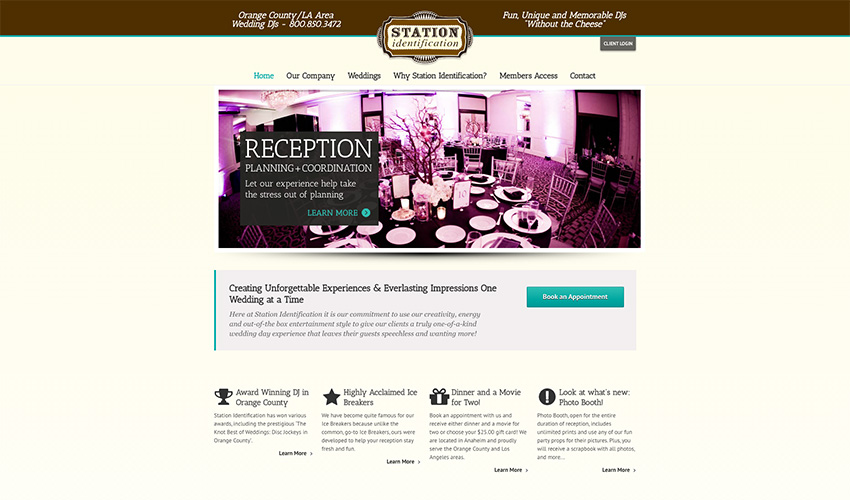 Orange County/LA Area
Wedding DJs - 800.850.3472
STATION
identification
Fun, Unique and Memorable DJs
"Without the Cheese"
CLIENT LOGIN
Home Our Company Weddings Why Station Identification? Members Access Contact
RECEPTION
PLANNING + COORDINATION
Let our experience help take
the stress out of planning
LEARN MORE
10
Creating Unforgettable Experiences & Everlasting Impressions One
Wedding at a Time
Here at Station Identification it is our commitment to use our creativity, energy
and out-of-the box entertainment style to give our clients a truly one-of-a-kind
wedding day experience that leaves their guests speechless and wanting more!
Book an Appointment
Award Winning DJ in
Orange County
Station Identification has won various
awards, including the prestigious 'The
Knot Best of Weddings: Disc Jockeys in
Orange County'.
Learn More
Highly Acclaimed Ice
Breakers
We have become quite famous for our
Ice Breakers because unlike the
common, go-to Ice Breakers, ours were
developed to help your reception stay
fresh and fun.
Learn More
Dinner and a Movie
for Two!
Book an appointment with us and
receive either dinner and a movie for
two or choose your $25.00 gift card! We
are located in Anaheim and proudly
serve the Orange County and Los
Angeles areas.
Learn More
Look at what's new:
Photo Booth!
Photo Booth; open for the entire
duration of reception, includes
unlimited prints and use of any of our fun
party props for their pictures. Plus, you
will receive a scrapbook with all photos,
and more...
Learn More